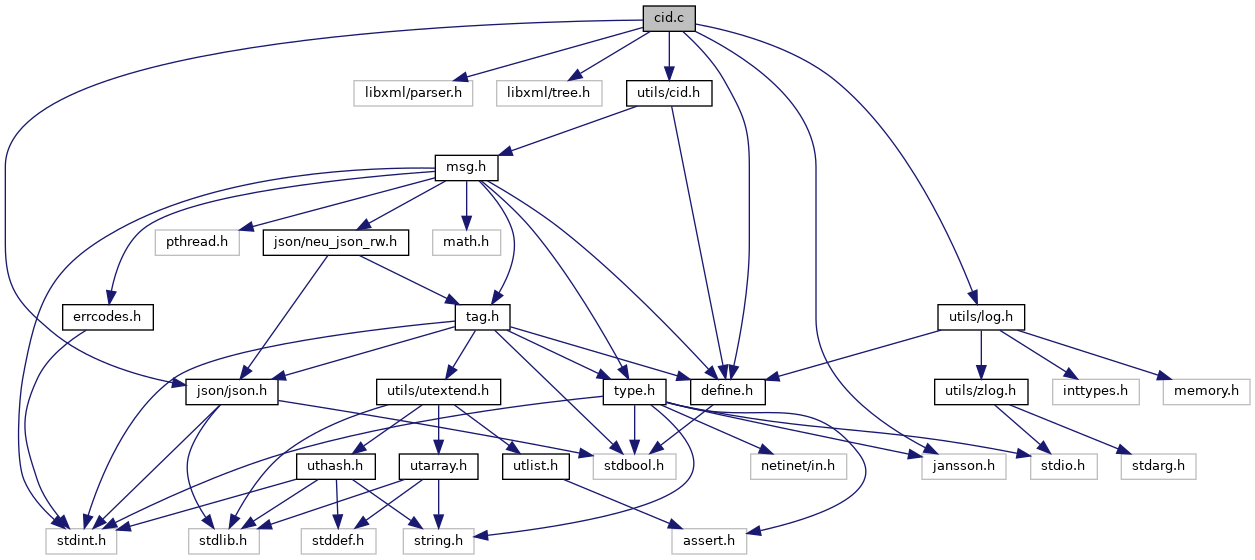 cid.c
libxml/parser.h
libxml/tree.h
utils/cid.h
msg.h
pthread.h
json/neu_json_rw.h
math.h
errcodes.h
tag.h
utils/log.h
json/json.h
utils/utextend.h
type.h
define.h
utils/zlog.h
inttypes.h
memory.h
uthash.h
utarray.h
utlist.h
stdbool.h
netinet/in.h
jansson.h
stdio.h
stdarg.h
stdint.h
stdlib.h
stddef.h
string.h
assert.h